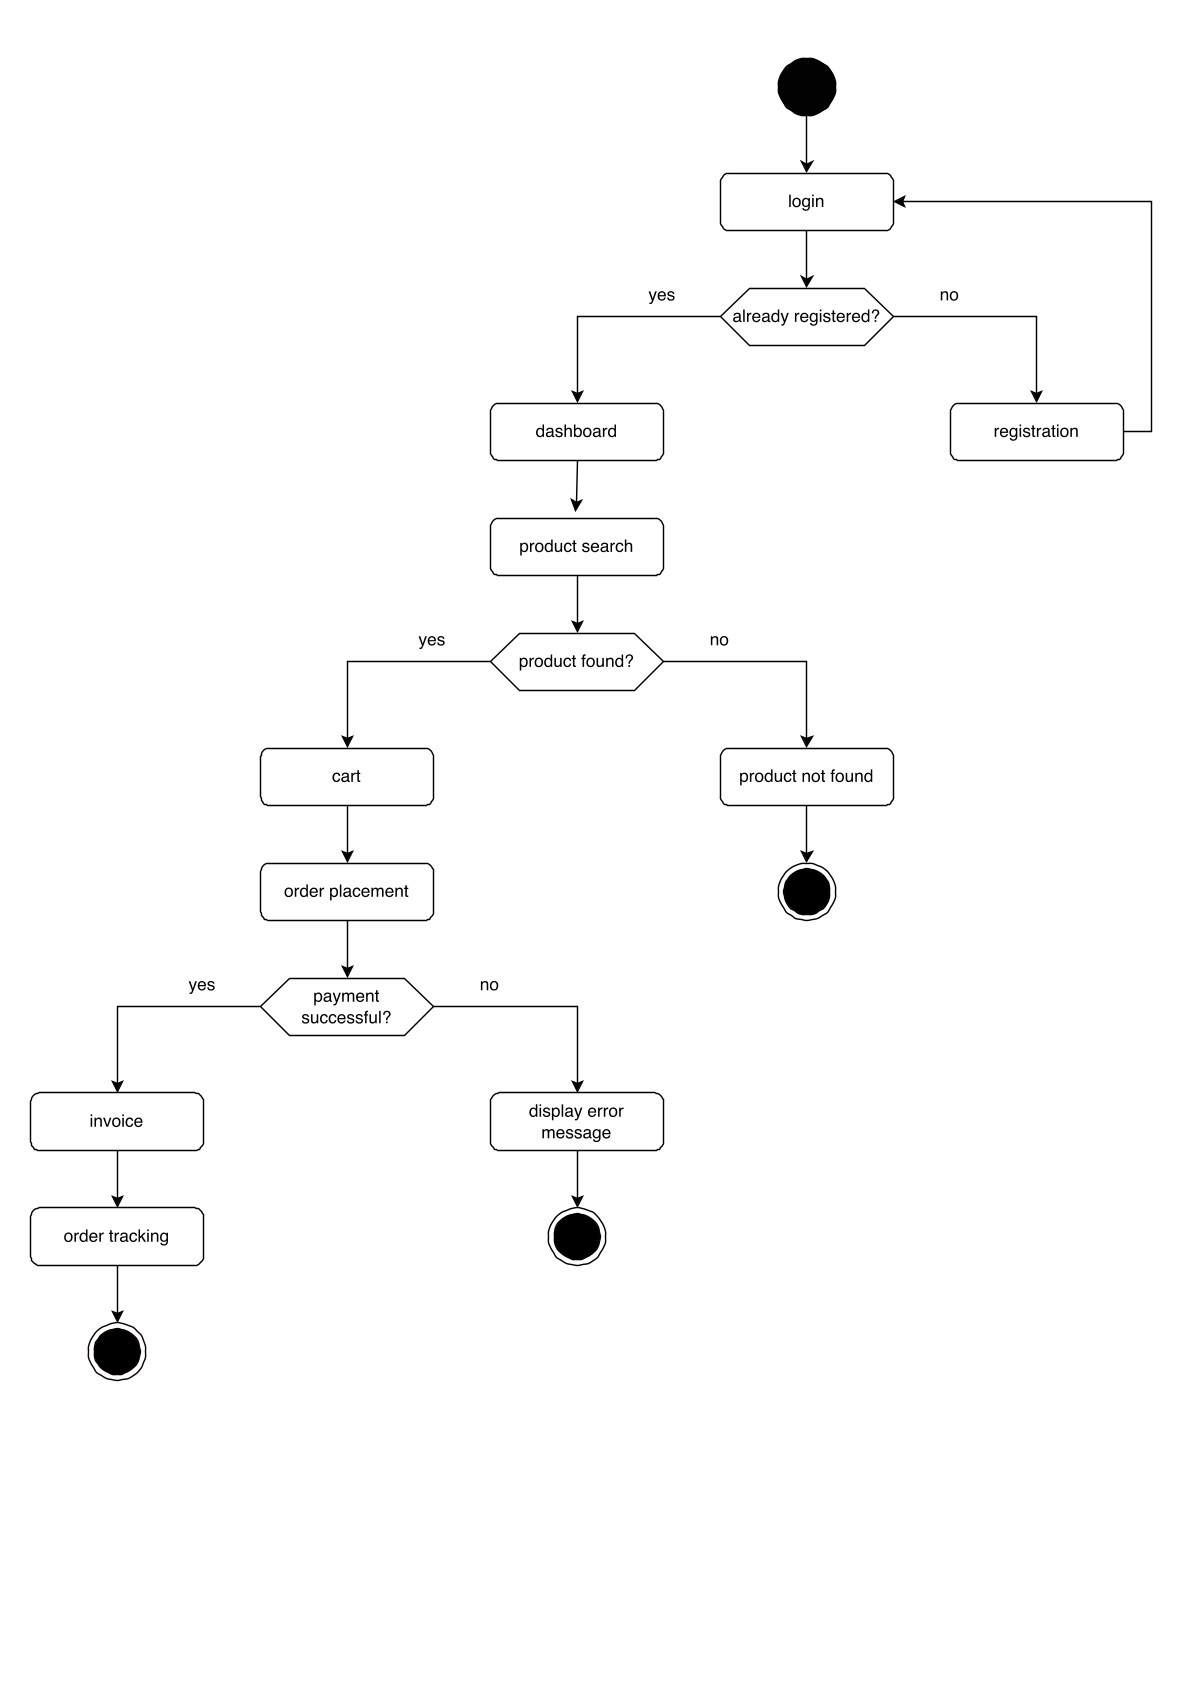 login
yes
no
already registered?
dashboard
registration
product search
yes
no
product found?
cart
product not found
order placement
yes
no
payment
successful?
invoice
display error
message
order tracking